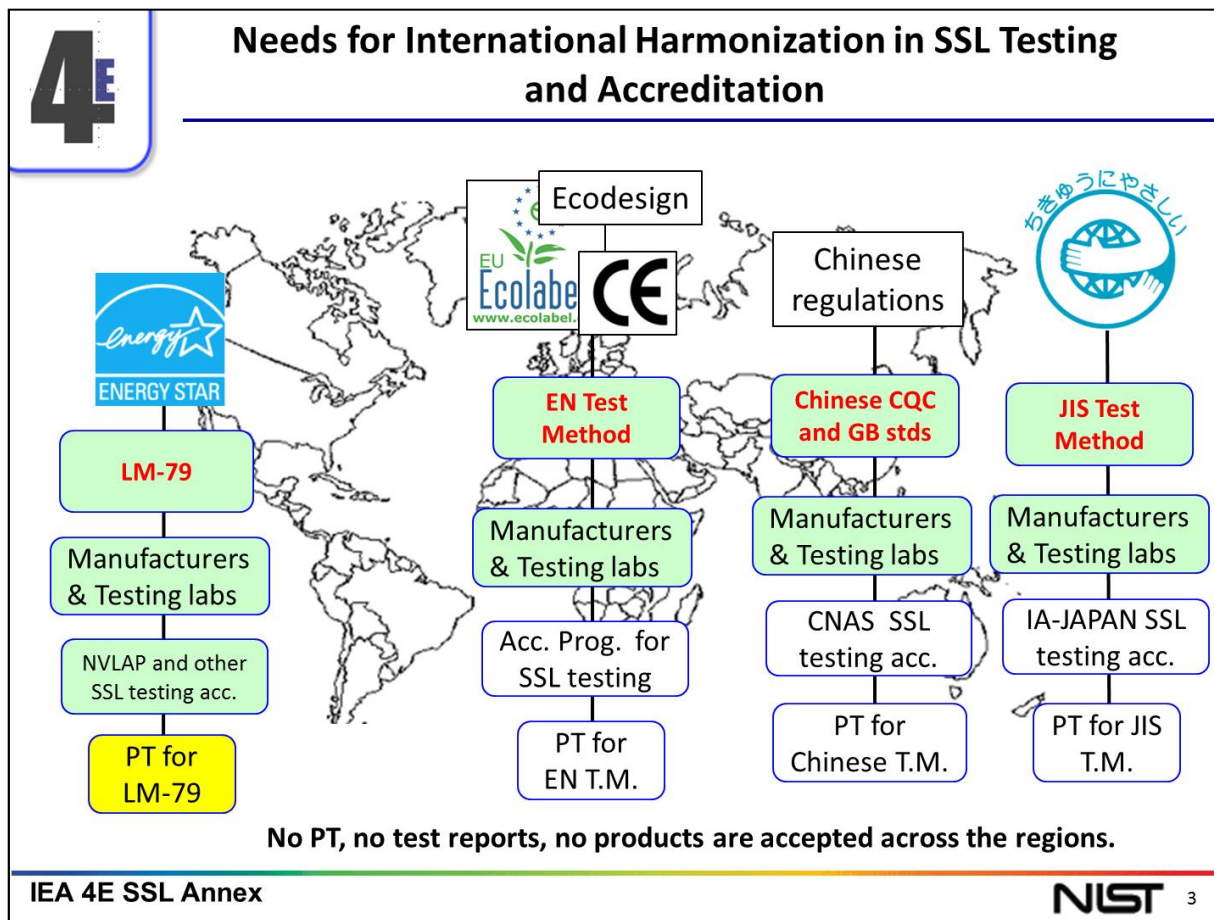 4E
Needs for International Harmonization in SSL Testing
and Accreditation
energy
ENERGY STAR
LM-79
Manufacturers
& Testing labs
NVLAP and other
SSL testing acc.
PT for
LM-79
Ecodesign
e
EU
Ecolabe
www.ecolabel.
CE
EN Test
Method
Manufacturers
& Testing labs
Acc. Prog. for
SSL testing
PT for
EN T.M.
Chinese
regulations
Chinese CQC
and GB stds
Manufacturers
& Testing labs
CNAS SSL
testing acc.
PT for
Chinese T.M.
ちきゅうにやさしい
JIS Test
Method
Manufacturers
& Testing labs
IA-JAPAN SSL
testing acc.
PT for JIS
T.M.
No PT, no test reports, no products are accepted across the regions.
IEA 4E SSL Annex
NIST
3